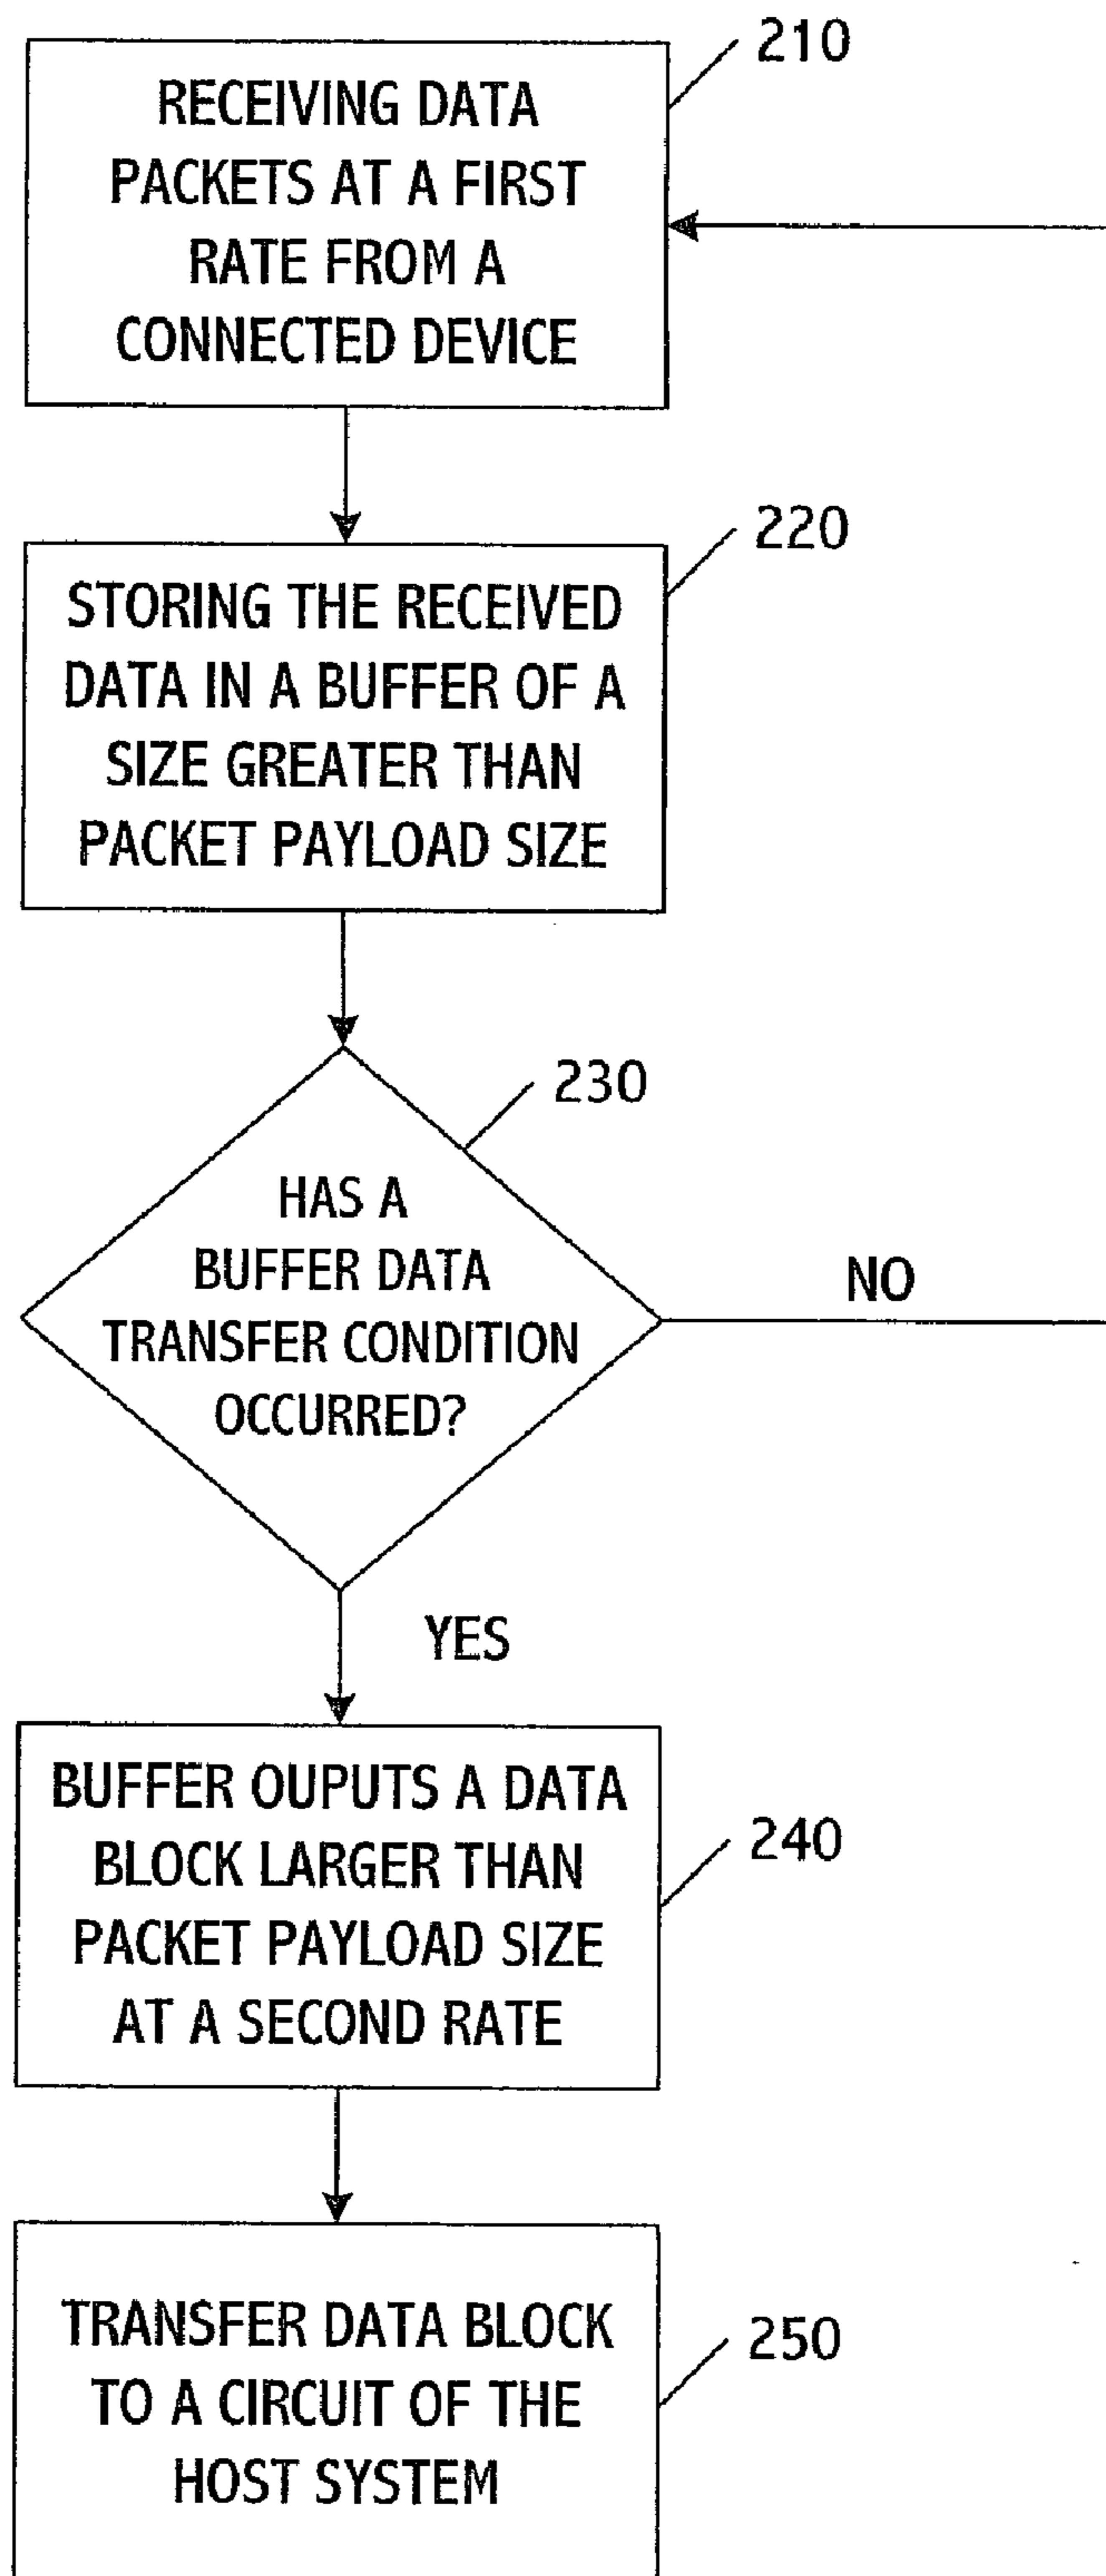 210
RECEIVING DATA
PACKETS AT A FIRST
RATE FROM A
CONNECTED DEVICE
220
STORING THE RECEIVED
DATA IN A BUFFER OF A
SIZE GREATER THAN
PACKET PAYLOAD SIZE
230
HAS A
BUFFER DATA
TRANSFER CONDITION
OCCURRED?
NO
YES
BUFFER OUPUTS A DATA
BLOCK LARGER THAN
PACKET PAYLOAD SIZE
AT A SECOND RATE
240
TRANSFER DATA BLOCK
TO A CIRCUIT OF THE
HOST SYSTEM
250